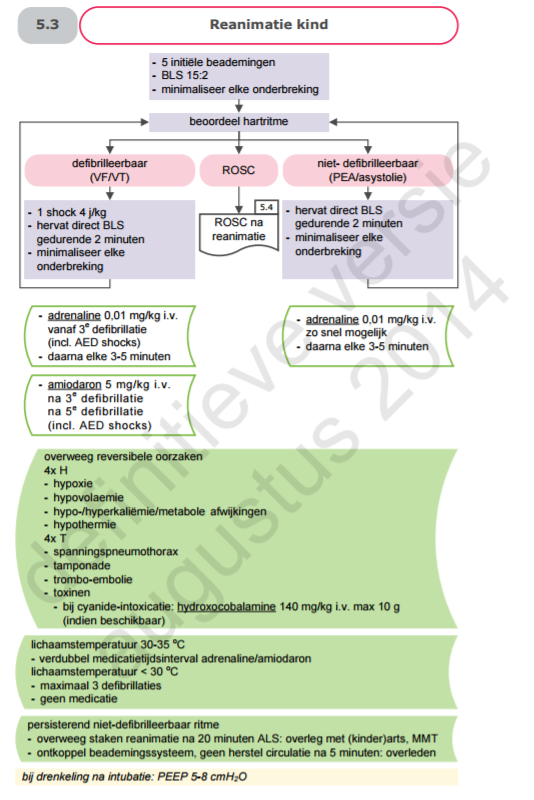 5.3
Reanimatie kind
- 5 initiële beademingen
- BLS 15:2
- minimaliseer elke onderbreking
beoordeel hartritme
defibrilleerbaar
(VF/VT)
ROSC
niet- defibrilleerbaar
(PEA/asystolie)
- 1 shock 4 j/kg
- hervat direct BLS
gedurende 2 minuten
- minimaliseer elke
onderbreking
5.4
ROSC na
reanimatie
- hervat direct BLS
gedurende 2 minuten
- minimaliseer elke
onderbreking
- adrenaline 0,01 mg/kg i.v.
vanaf 3e defibrillatie
(incl. AED shocks)
- daarna elke 3-5 minuten
- adrenaline 0,01 mg/kg i.v.
zo snel mogelijk
- daarna elke 3-5 minuten
- amiodaron 5 mg/kg i.v.
na 3e defibrillatie
na 5e defibrillatie
(incl. AED shocks)
overweeg reversibele oorzaken
4x H
- hypoxie
- hypovolaemie
- hypo-/hyperkaliëmie/metabole afwijkingen
- hypothermie
4x T
- spanningspneumothorax
- tamponade
- trombo-embolie
- toxinen
- bij cyanide-intoxicatie: hydroxocobalamine 140 mg/kg i.v. max 10 g
(indien beschikbaar)
lichaamstemperatuur 30-35 °C
- verdubbel medicatietijdsinterval adrenaline/amiodaron
lichaamstemperatuur < 30 °C
- maximaal 3 defibrillaties
- geen medicatie
persisterend niet-defibrilleerbaar ritme
- overweeg staken reanimatie na 20 minuten ALS: overleg met (kinder)arts, MMT
- ontkoppel beademingssysteem, geen herstel circulatie na 5 minuten: overleden
bij drenkeling na intubatie: PEEP 5-8 cmH₂O
definitieve versie
augustus 2014